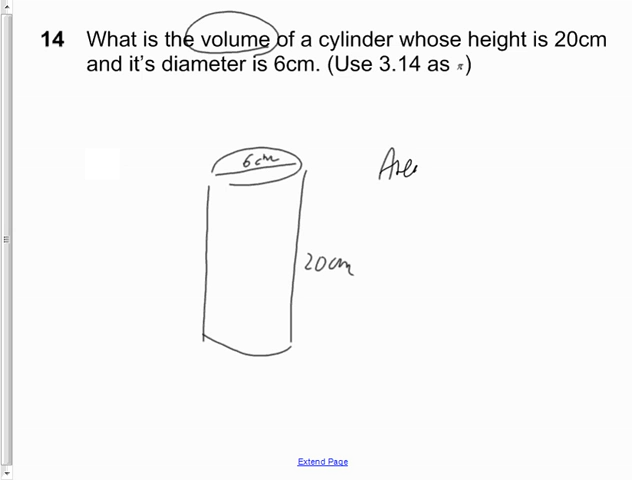 14 What is the volume of a cylinder whose height is 20cm
and it's diameter is 6cm. (Use 3.14 as π)
6cm
Are
20cm
Extend Page